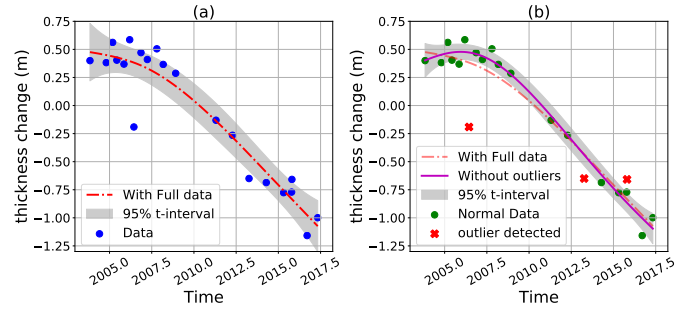 (a)
thickness change (m)
0.75
0.50
0.25
0.00
−0.25
−0.50
−0.75
−1.00
−1.25
With Full data
95% t-interval
Data
2005.0
2007.5
2010.0
2012.5
2015.0
2017.5
Time
(b)
thickness change (m)
0.75
0.50
0.25
0.00
−0.25
−0.50
−0.75
−1.00
−1.25
With Full data
Without outliers
95% t-interval
Normal Data
outlier detected
2005.0
2007.5
2010.0
2012.5
2015.0
2017.5
Time